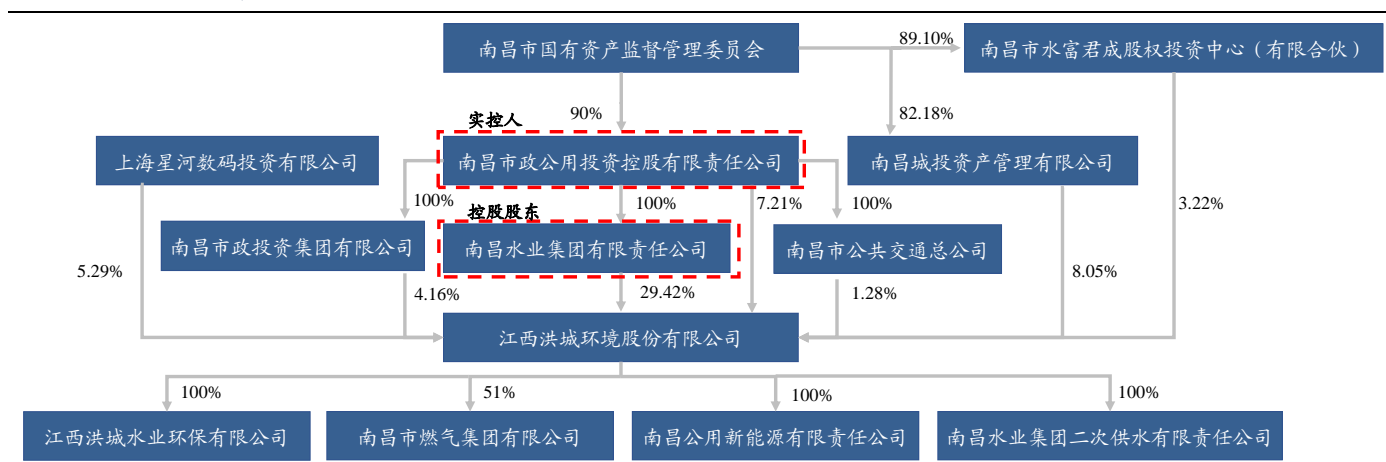 南昌市国有资产监督管理委员会
89.10%
南昌市水富君成股权投资中心（有限合伙）
90%
82.18%
实控人
上海星河数码投资有限公司
南昌市政公用投资控股有限责任公司
南昌城投资产管理有限公司
100%
100%
7.21%
100%
3.22%
控股股东
南昌市政投资集团有限公司
南昌水业集团有限责任公司
南昌市公共交通总公司
5.29%
8.05%
4.16%
29.42%
1.28%
江西洪城环境股份有限公司
100%
51%
100%
100%
江西洪城水业环保有限公司
南昌市燃气集团有限公司
南昌公用新能源有限责任公司
南昌水业集团二次供水有限责任公司